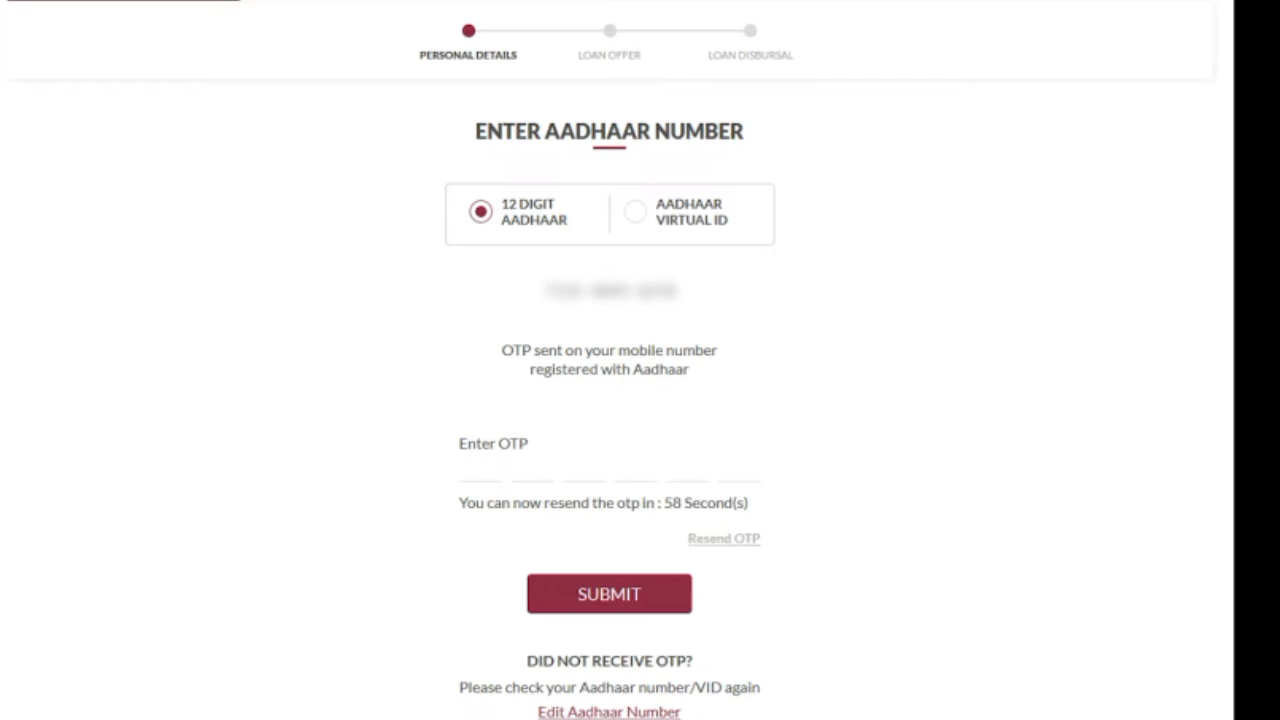 PERSONAL DETAILS
LOAN OFFER
LOAN DISBURSAL
ENTER AADHAAR NUMBER
12 DIGIT
AADHAAR
AADHAAR
VIRTUAL ID
OTP sent on your mobile number
registered with Aadhaar
Enter OTP
You can now resend the otp in : 58 Second(s)
Resend OTP
SUBMIT
DID NOT RECEIVE OTP?
Please check your Aadhaar number/VID again
Edit Aadhaar Number